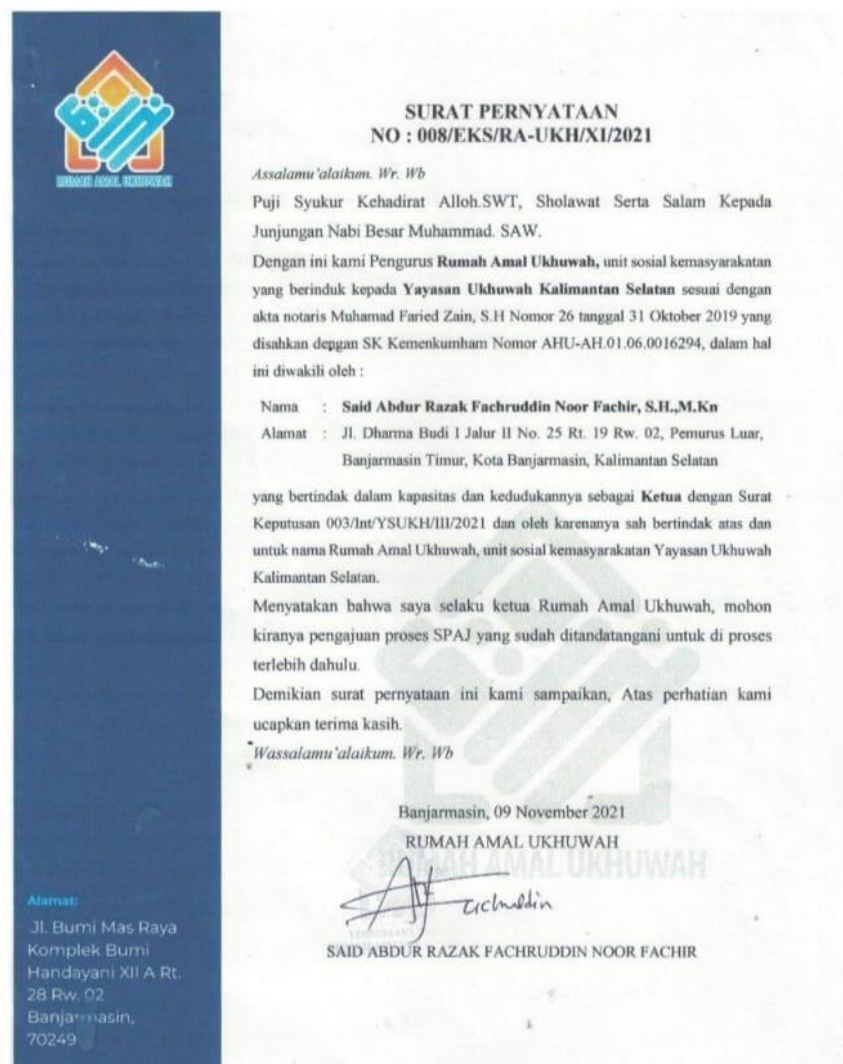 RUMAH AMAL UKHUWAH
SURAT PERNYATAAN
NO : 008/EKS/RA-UKH/XI/2021
Assalamu'alaikum. Wr. Wb
Puji Syukur Kehadirat Alloh.SWT, Sholawat Serta Salam Kepada
Junjungan Nabi Besar Muhammad. SAW.
Dengan ini kami Pengurus Rumah Amal Ukhuwah, unit sosial kemasyarakatan
yang berinduk kepada Yayasan Ukhuwah Kalimantan Selatan sesuai dengan
akta notaris Muhamad Faried Zain, S.H Nomor 26 tanggal 31 Oktober 2019 yang
disahkan depgan SK Kemenkumham Nomor AHU-AH.01.06.0016294, dalam hal
ini diwakili oleh :
Nama : Said Abdur Razak Fachruddin Noor Fachir, S.H.,M.Kn
Alamat : Jl. Dharma Budi I Jalur II No. 25 Rt. 19 Rw. 02, Pemurus Luar,
Banjarmasin Timur, Kota Banjarmasin, Kalimantan Selatan
yang bertindak dalam kapasitas dan kedudukannya sebagai Ketua dengan Surat
Keputusan 003/Int/YSUKH/III/2021 dan oleh karenanya sah bertindak atas dan
untuk nama Rumah Amal Ukhuwah, unit sosial kemasyarakatan Yayasan Ukhuwah
Kalimantan Selatan.
Menyatakan bahwa saya selaku ketua Rumah Amal Ukhuwah, mohon
kiranya pengajuan proses SPAJ yang sudah ditandatangani untuk di proses
terlebih dahulu.
Demikian surat pernyataan ini kami sampaikan, Atas perhatian kami
ucapkan terima kasih.
Wassalamu'alaikum. Wr. Wb
Banjarmasin, 09 November 2021
RUMAH AMAL UKHUWAH
RUMAH AMAL UKHUWAH
SAID ABDUR RAZAK FACHRUDDIN NOOR FACHIR
Alamat:
Jl. Bumi Mas Raya
Komplek Bumi
Handayani XII A Rt.
28 Rw. 02
Banjarmasin,
70249